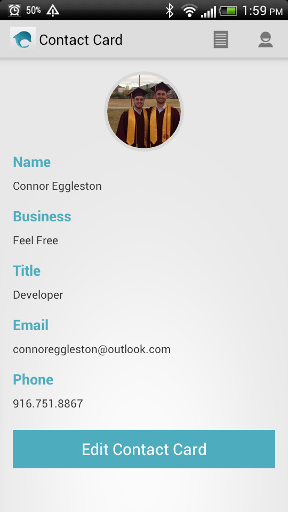 50% 1:59 PM
Contact Card
Name
Connor Eggleston
Business
Feel Free
Title
Developer
Email
connoreggleston@outlook.com
Phone
916.751.8867
Edit Contact Card